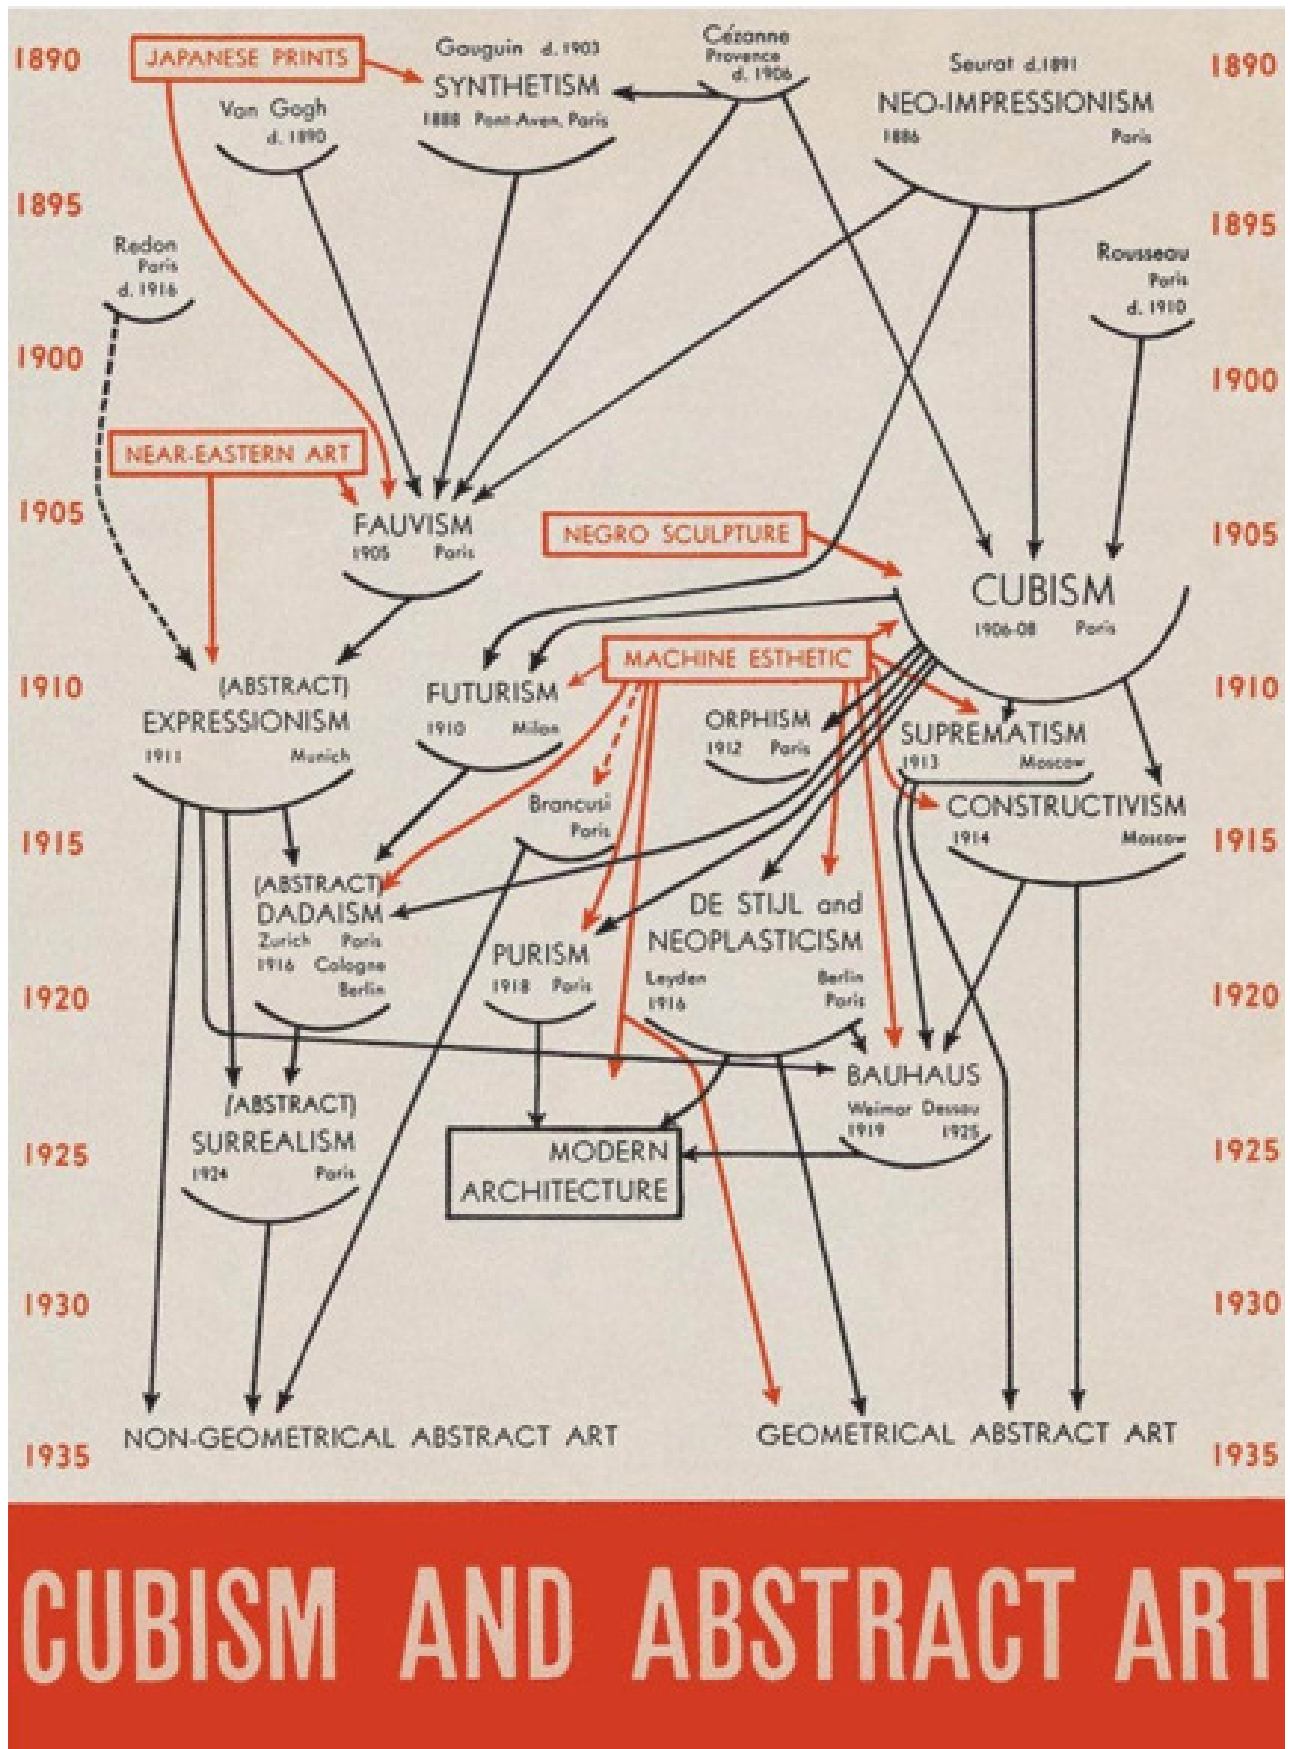 1890
JAPANESE PRINTS
Gauguin d. 1903
SYNTHETISM
1888 Pont-Aven, Paris
Cézanne
Provence
d. 1906
Seurat d.1891
NEO-IMPRESSIONISM
1886 Paris
1890
Van Gogh
d. 1890
1895
1895
Redon
Paris
d. 1916
Rousseau
Paris
d. 1910
1900
1900
NEAR-EASTERN ART
1905
FAUVISM
1905 Paris
NEGRO SCULPTURE
1905
CUBISM
1906-08 Paris
MACHINE ESTHETIC
1910
(ABSTRACT)
EXPRESSIONISM
1911 Munich
FUTURISM
1910 Milan
ORPHISM
1912 Paris
SUPREMATISM
1913 Moscow
1910
Brancusi
Paris
CONSTRUCTIVISM
1914 Moscow
1915
1915
(ABSTRACT)
DADAISM
Zurich Paris
1916 Cologne
Berlin
PURISM
1918 Paris
DE STIJL and
NEOPLASTICISM
Leyden Berlin
1916 Paris
1920
1920
BAUHAUS
Weimar Dessau
1919 1925
(ABSTRACT)
SURREALISM
1924 Paris
MODERN
ARCHITECTURE
1925
1925
1930
1930
NON-GEOMETRICAL ABSTRACT ART
GEOMETRICAL ABSTRACT ART
1935
1935
CUBISM AND ABSTRACT ART